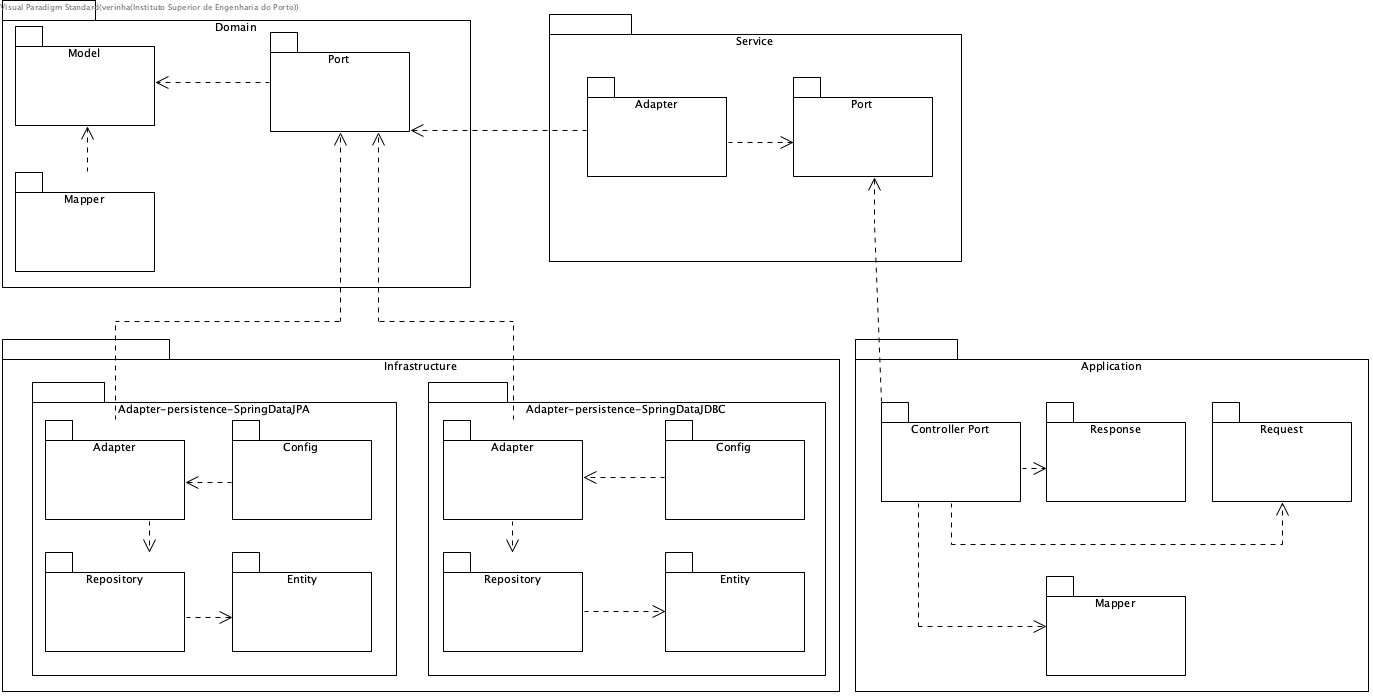 Visual Paradigm Standard(verinha(Instituto Superior de Engenharia do Porto))
Domain
Model
Port
Mapper
Service
Adapter
Port
Infrastructure
Adapter-persistence-SpringDataJPA
Adapter
Config
Repository
Entity
Adapter-persistence-SpringDataJDBC
Adapter
Config
Repository
Entity
Application
Controller Port
Response
Request
Mapper